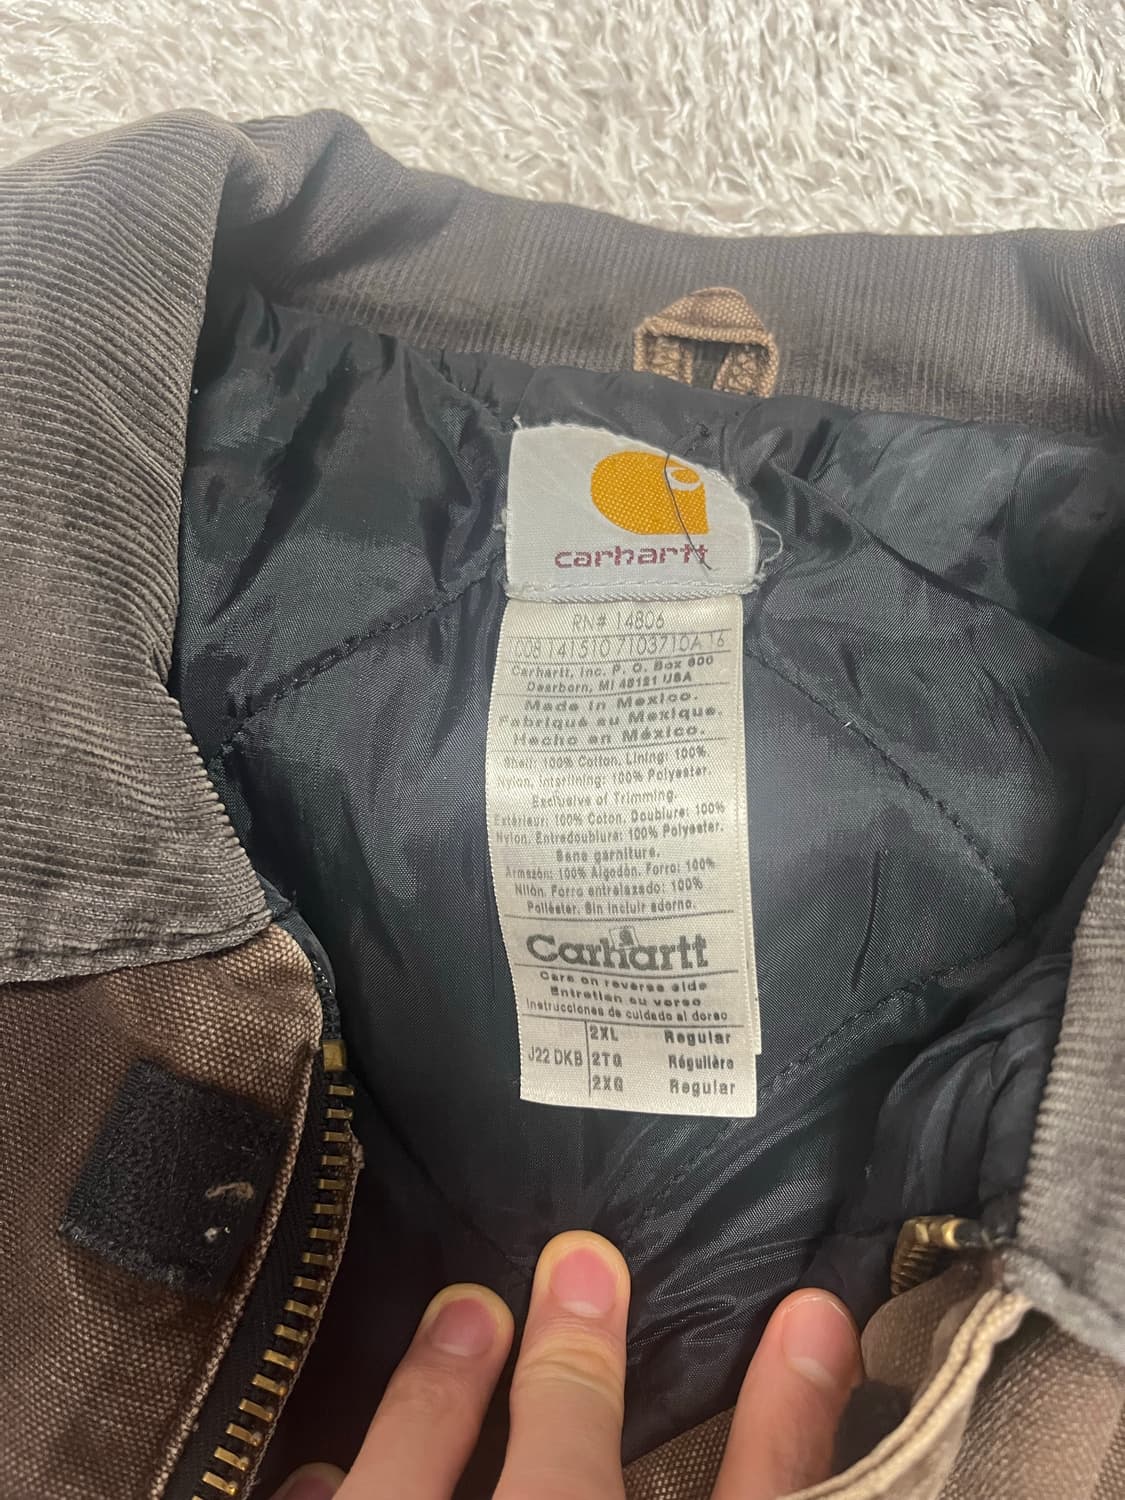 carhartt
RN# 14806
008 141510 7103710A 16
Carhartt, Inc. P. O. Box 600
Dearborn, MI 48121 USA
Made in Mexico.
Fabriqué au Mexique.
Hecho en México.
Shell: 100% Cotton. Lining: 100%
Nylon. Interlining: 100% Polyester.
Exclusive of Trimming.
Extérieur: 100% Coton. Doublure: 100%
Nylon. Entredoublure: 100% Polyester.
Sans garniture.
Armazón: 100% Algodón. Forro: 100%
Nilón. Forro entrelazado: 100%
Poliéster. Sin incluir adorno.
Carhartt
Care on reverse side
Entretien au verso
Instrucciones de cuidado al dorso
2XL Regular
J22 DKB 2TG Régulière
2XG Regular